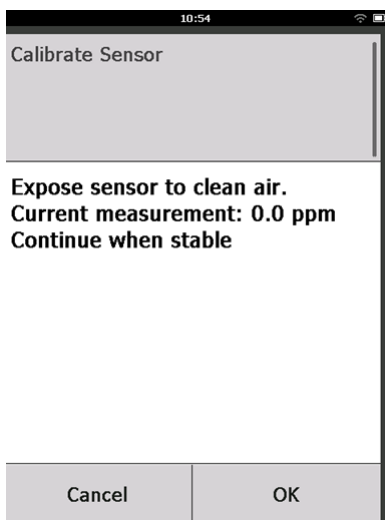 10:54
Calibrate Sensor
Expose sensor to clean air.
Current measurement: 0.0 ppm
Continue when stable
Cancel
OK